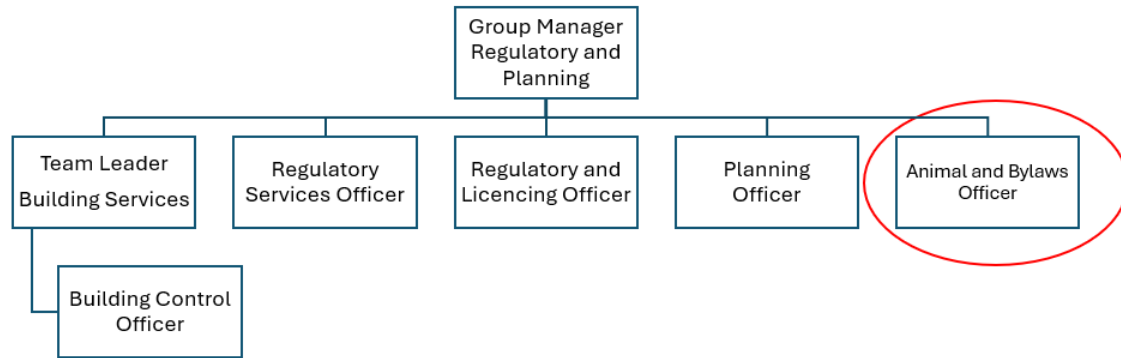 Group Manager
Regulatory and
Planning
Team Leader
Building Services
Regulatory
Services Officer
Regulatory and
Licencing Officer
Planning
Officer
Animal and Bylaws
Officer
Building Control
Officer